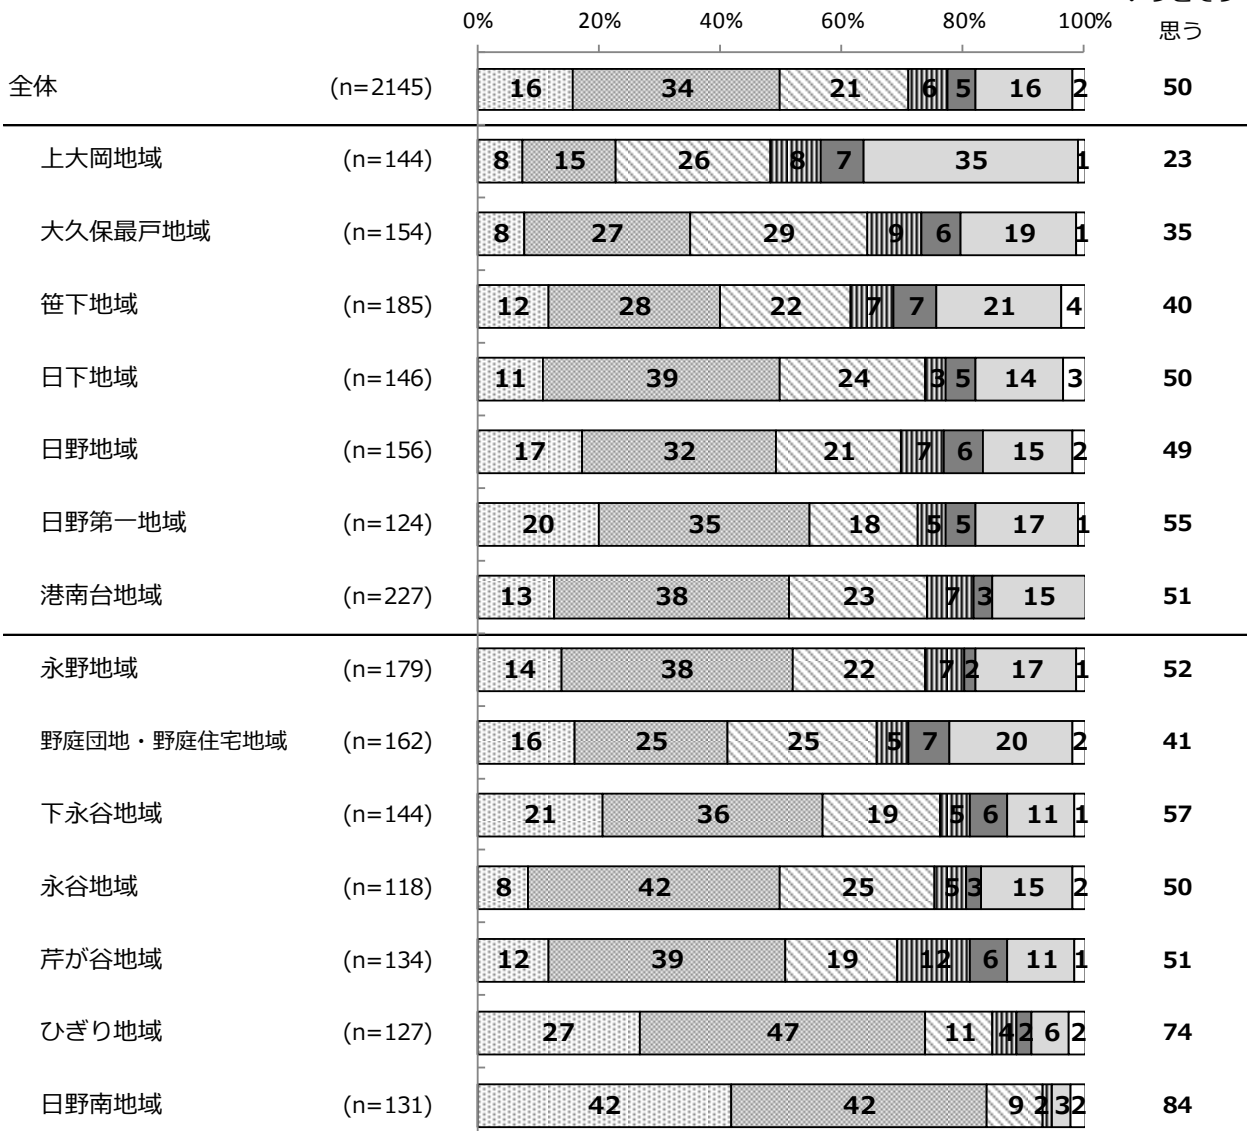 0% 20% 40% 60% 80% 100%
思う
全体 (n=2145) 16 34 21 6 5 16 2 50
上大岡地域 (n=144) 8 15 26 8 7 35 1 23
大久保最戸地域 (n=154) 8 27 29 9 6 19 1 35
笹下地域 (n=185) 12 28 22 7 7 21 4 40
日下地域 (n=146) 11 39 24 3 5 14 3 50
日野地域 (n=156) 17 32 21 7 6 15 2 49
日野第一地域 (n=124) 20 35 18 5 5 17 1 55
港南台地域 (n=227) 13 38 23 7 3 15 51
永野地域 (n=179) 14 38 22 7 2 17 1 52
野庭団地・野庭住宅地域 (n=162) 16 25 25 5 7 20 2 41
下永谷地域 (n=144) 21 36 19 5 6 11 1 57
永谷地域 (n=118) 8 42 25 5 3 15 2 50
芹が谷地域 (n=134) 12 39 19 12 6 11 1 51
ひぎり地域 (n=127) 27 47 11 4 2 6 2 74
日野南地域 (n=131) 42 42 9 2 3 2 84